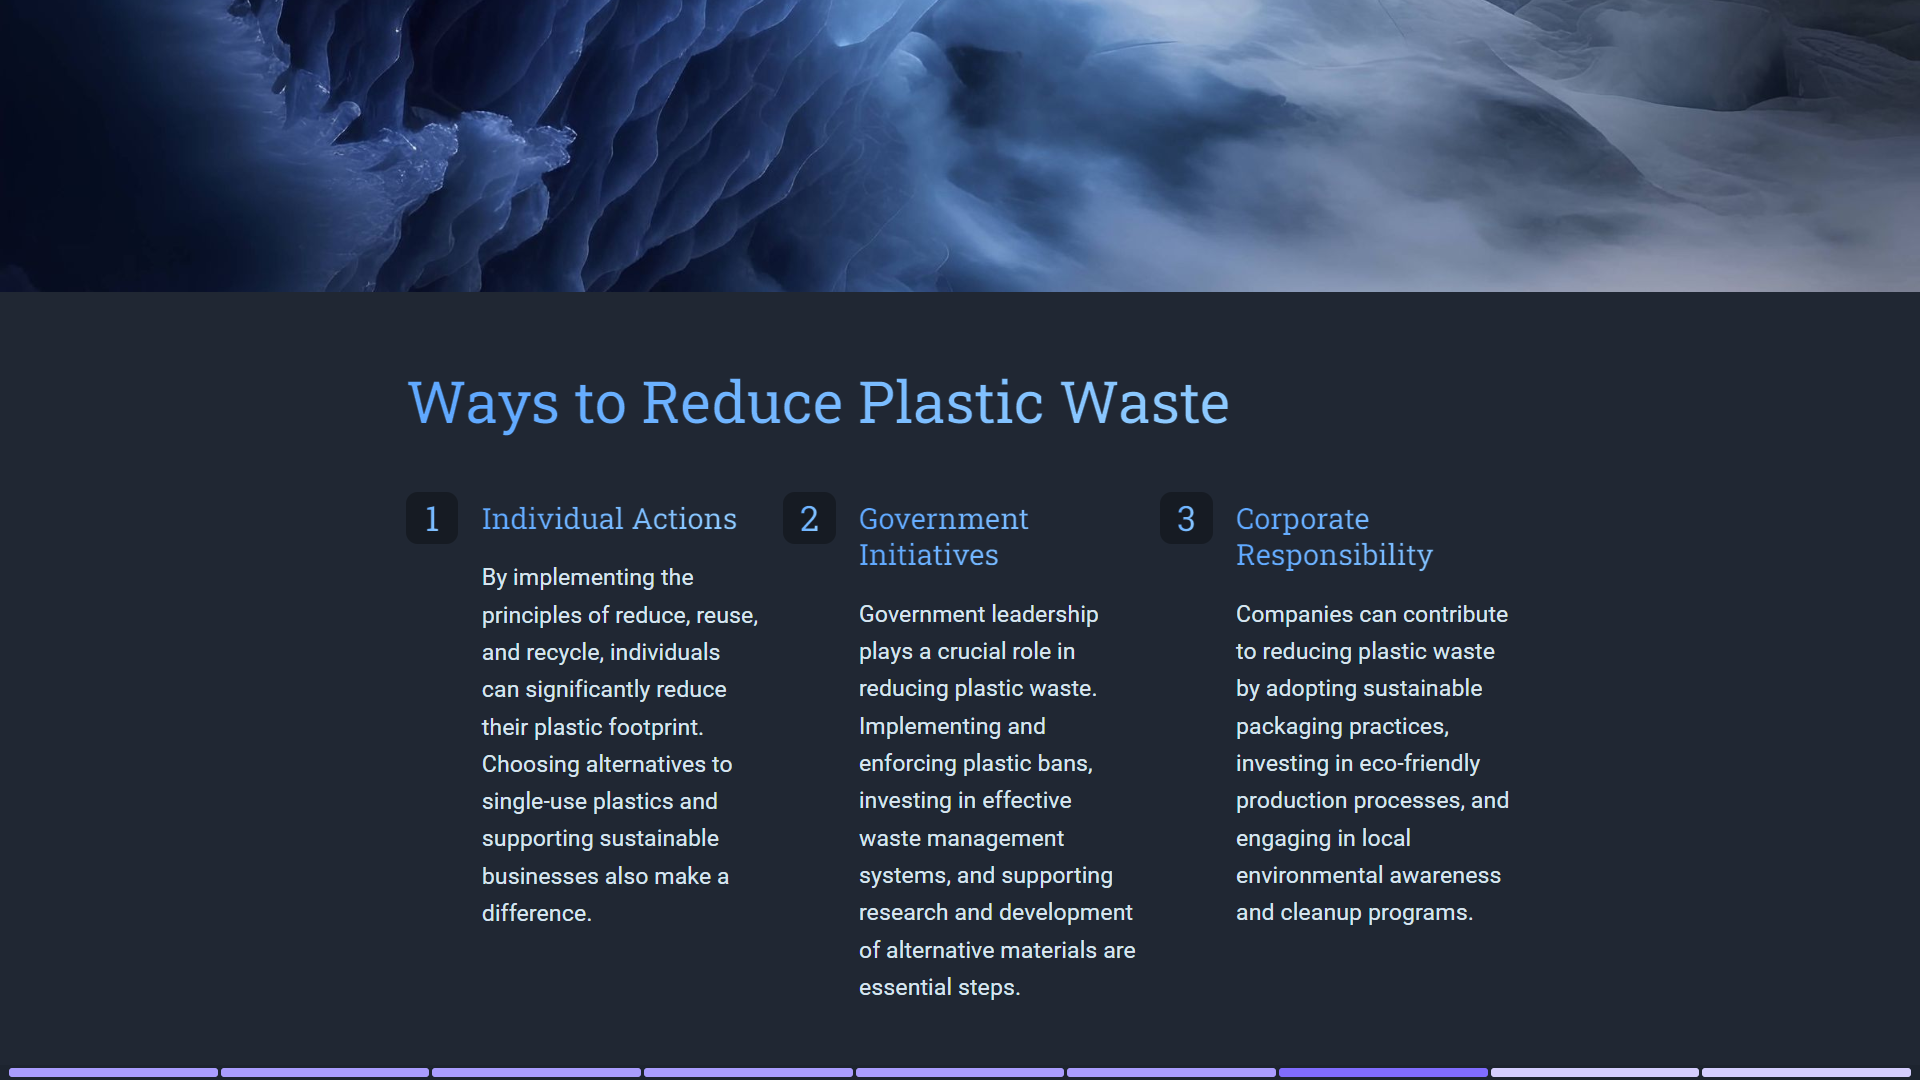 Ways to Reduce Plastic Waste
1
Individual Actions
By implementing the
principles of reduce, reuse,
and recycle, individuals
can significantly reduce
their plastic footprint.
Choosing alternatives to
single-use plastics and
supporting sustainable
businesses also make a
difference.
2
Government
Initiatives
Government leadership
plays a crucial role in
reducing plastic waste.
Implementing and
enforcing plastic bans,
investing in effective
waste management
systems, and supporting
research and development
of alternative materials are
essential steps.
3
Corporate
Responsibility
Companies can contribute
to reducing plastic waste
by adopting sustainable
packaging practices,
investing in eco-friendly
production processes, and
engaging in local
environmental awareness
and cleanup programs.